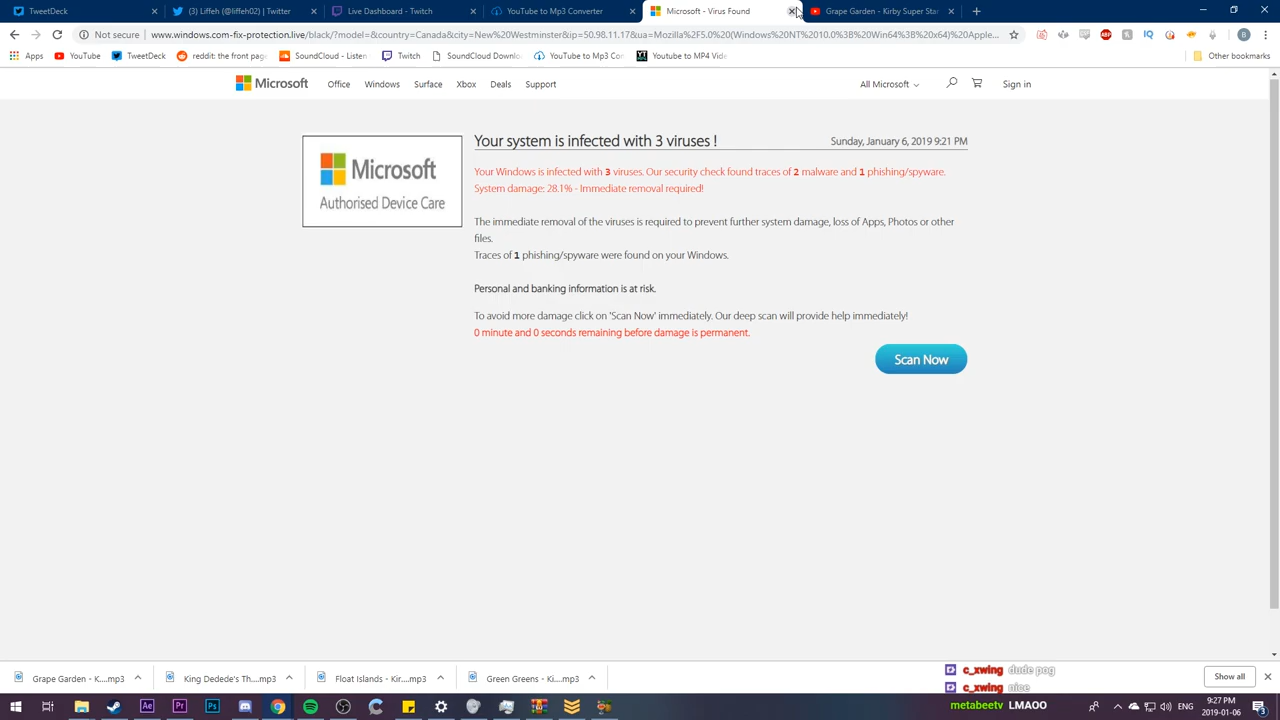 TweetDeck
(3) Liffeh (@liffeh02) | Twitter
Live Dashboard - Twitch
YouTube to Mp3 Converter
Microsoft - Virus Found
Grape Garden - Kirby Super Star
Not secure
www.windows.com-fix-protection.live/black/?model=&country=Canada&city=New%20Westminster&ip=50.98.11.17&ua=Mozilla%2F5.0%20(Windows%20NT%2010.0%3B%20Win64%3B%20x64)%20Apple...
Apps
YouTube
TweetDeck
reddit: the front page
SoundCloud - Listen
Twitch
SoundCloud Downlo
YouTube to Mp3 Con
Youtube to MP4 Vide
Other bookmarks
Microsoft
Office
Windows
Surface
Xbox
Deals
Support
All Microsoft
Sign in
Microsoft
Authorised Device Care
Your system is infected with 3 viruses !
Sunday, January 6, 2019 9:21 PM
Your Windows is infected with 3 viruses. Our security check found traces of 2 malware and 1 phishing/spyware.
System damage: 28.1% - Immediate removal required!
The immediate removal of the viruses is required to prevent further system damage, loss of Apps, Photos or other
files.
Traces of 1 phishing/spyware were found on your Windows.
Personal and banking information is at risk.
To avoid more damage click on 'Scan Now' immediately. Our deep scan will provide help immediately!
0 minute and 0 seconds remaining before damage is permanent.
Scan Now
Grape Garden - K....mp3
King Dedede's T....mp3
Float Islands - Kir....mp3
Green Greens - Ki....mp3
c_xwing dude pog
c_xwing nice
metabeetv LMAOO
Show all
ENG
9:27 PM
2019-01-06
3